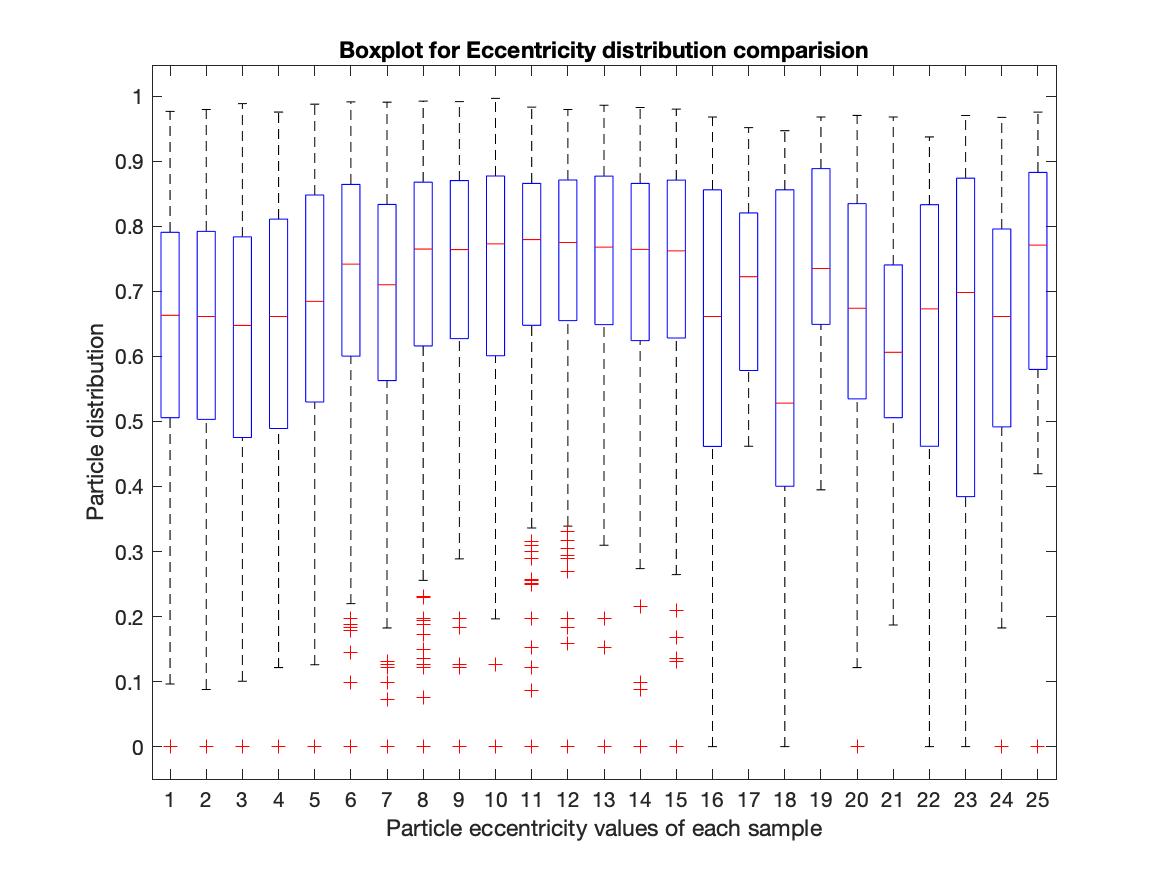 Boxplot for Eccentricity distribution comparision
1
0.9
0.8
0.7
0.6
0.5
0.4
0.3
0.2
0.1
0
Particle distribution
1 2 3 4 5 6 7 8 9 10 11 12 13 14 15 16 17 18 19 20 21 22 23 24 25
Particle eccentricity values of each sample